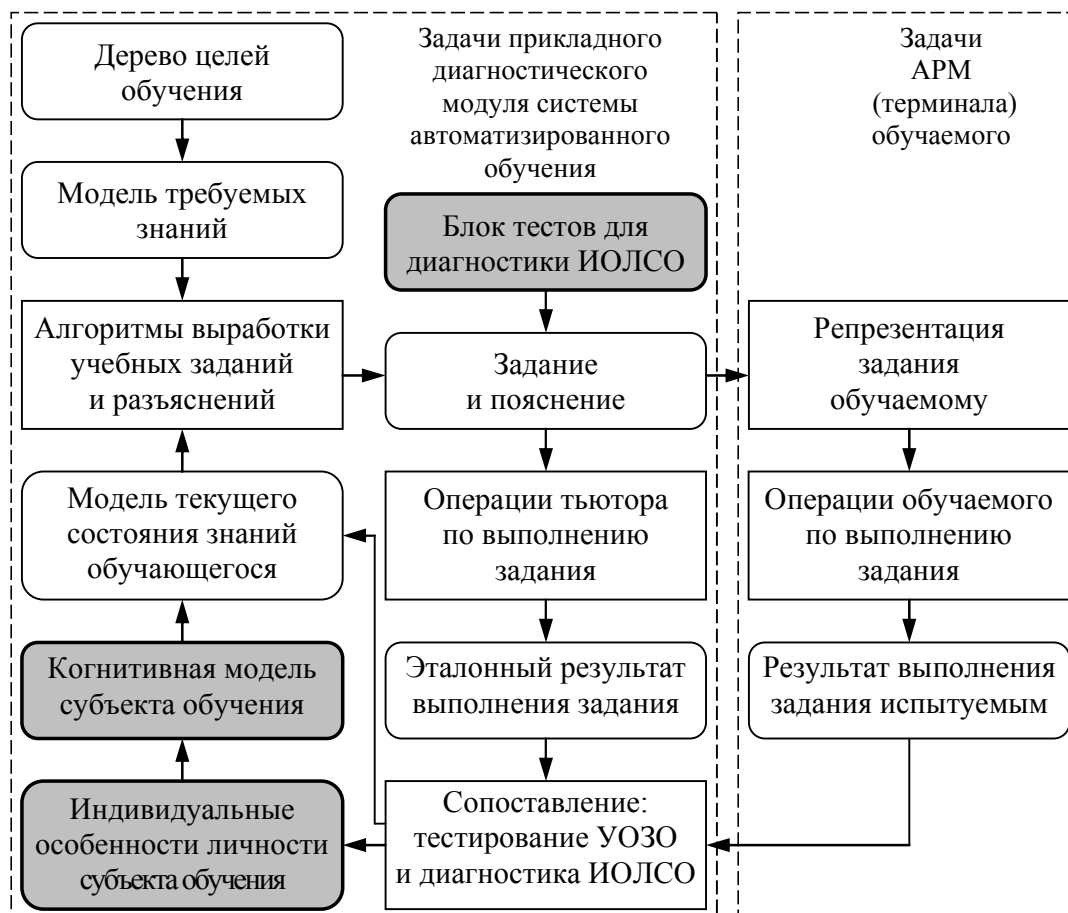 Дерево целей
обучения
Модель требуемых
знаний
Алгоритмы выработки
учебных заданий
и разъяснений
Модель текущего
состояния знаний
обучающегося
Когнитивная модель
субъекта обучения
Индивидуальные
особенности личности
субъекта обучения
Задачи прикладного
диагностического
модуля системы
автоматизированного
обучения
Блок тестов для
диагностики ИОЛСО
Задание
и пояснение
Операции тьютора
по выполнению
задания
Эталонный результат
выполнения задания
Сопоставление:
тестирование УОЗО
и диагностика ИОЛСО
Задачи
АРМ
(терминала)
обучаемого
Репрезентация
задания
обучаемому
Операции обучаемого
по выполнению
задания
Результат выполнения
задания испытуемым